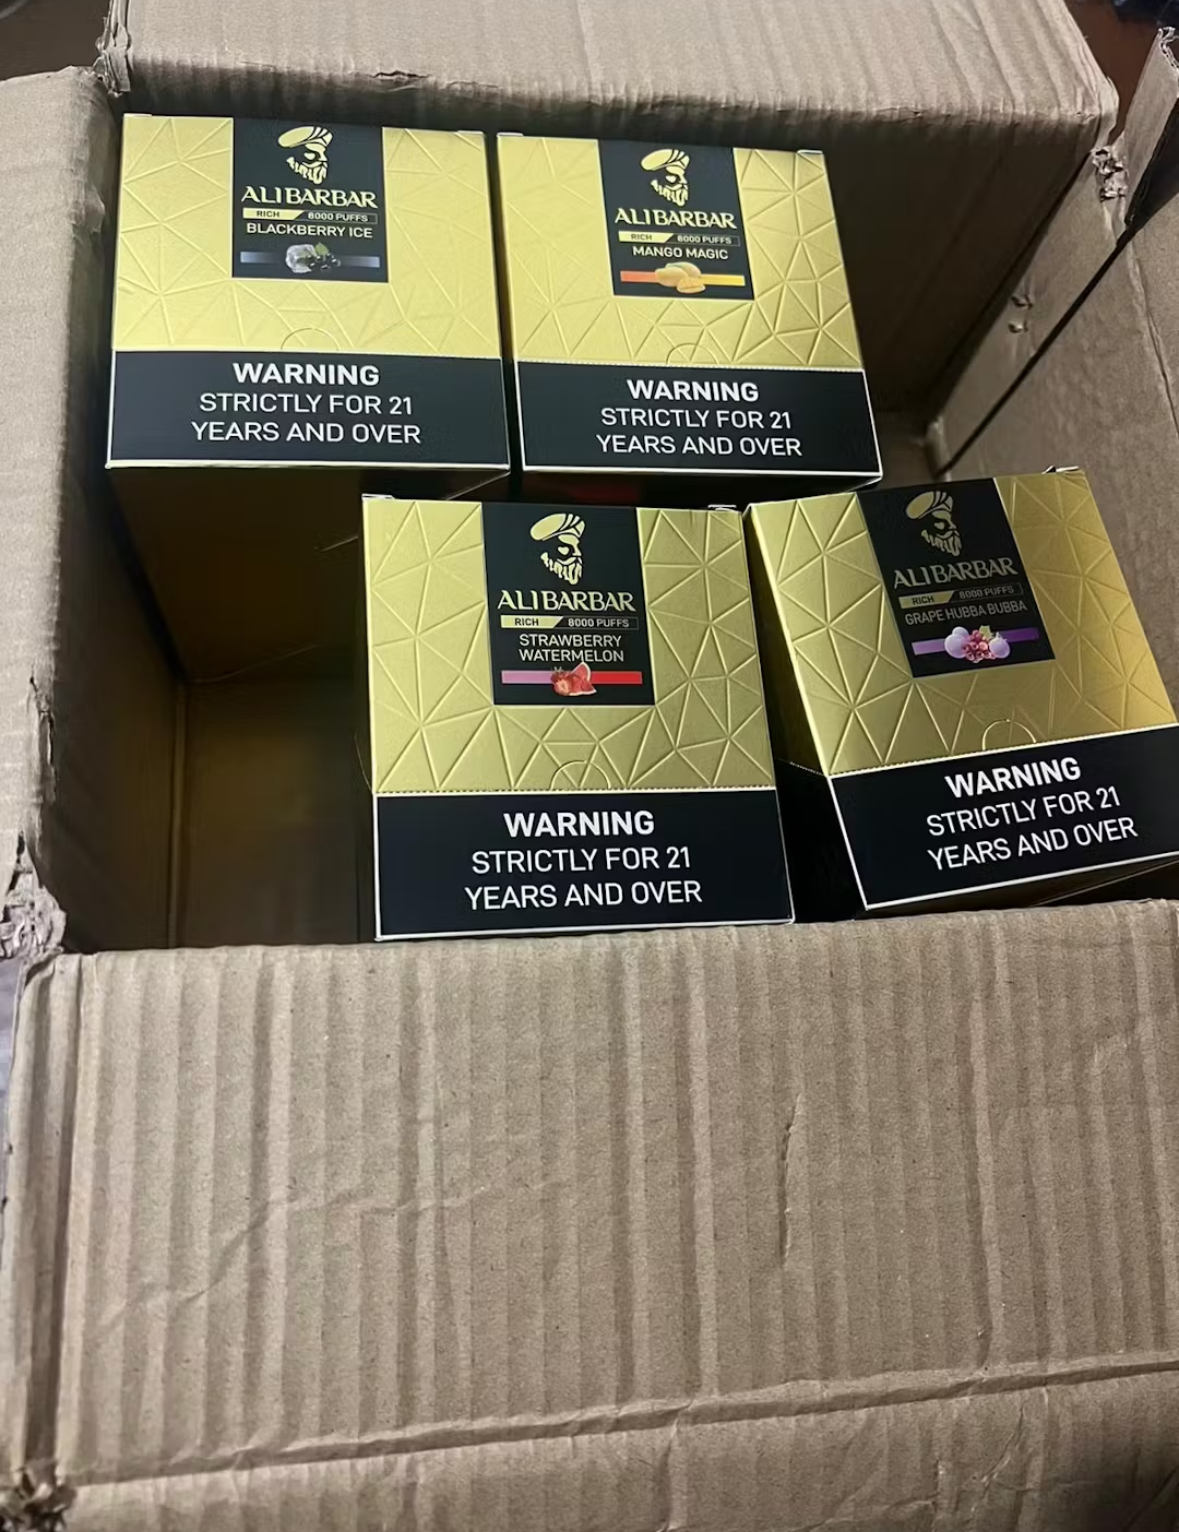 ALIBARBAR
RICH 8000 PUFFS
BLACKBERRY ICE
WARNING
STRICTLY FOR 21
YEARS AND OVER
ALIBARBAR
RICH 8000 PUFFS
MANGO MAGIC
WARNING
STRICTLY FOR 21
YEARS AND OVER
ALIBARBAR
RICH 8000 PUFFS
STRAWBERRY
WATERMELON
WARNING
STRICTLY FOR 21
YEARS AND OVER
ALIBARBAR
RICH 8000 PUFFS
GRAPE HUBBA BUBBA
WARNING
STRICTLY FOR 21
YEARS AND OVER